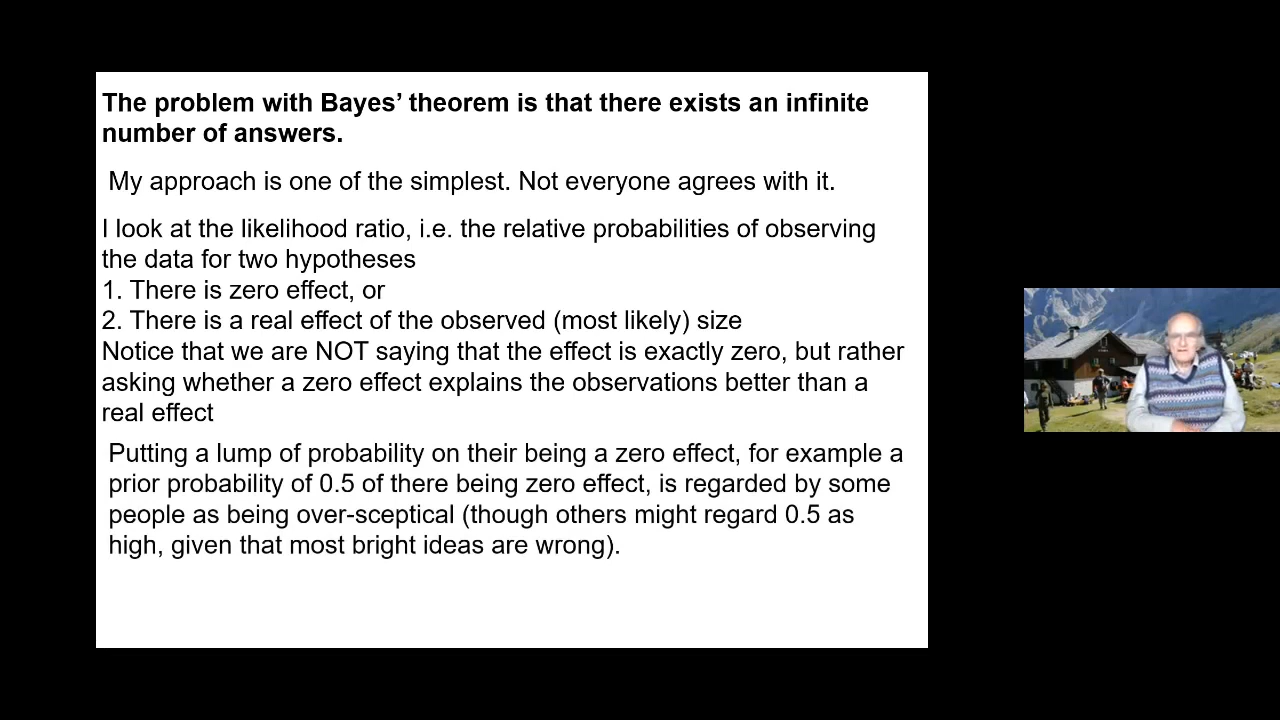 The problem with Bayes’ theorem is that there exists an infinite
number of answers.
My approach is one of the simplest. Not everyone agrees with it.
I look at the likelihood ratio, i.e. the relative probabilities of observing
the data for two hypotheses
1. There is zero effect, or
2. There is a real effect of the observed (most likely) size
Notice that we are NOT saying that the effect is exactly zero, but rather
asking whether a zero effect explains the observations better than a
real effect
Putting a lump of probability on their being a zero effect, for example a
prior probability of 0.5 of there being zero effect, is regarded by some
people as being over-sceptical (though others might regard 0.5 as
high, given that most bright ideas are wrong).